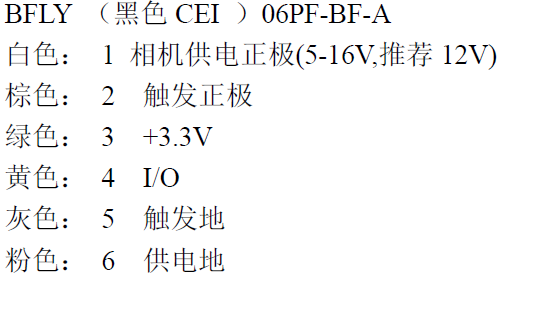 BFLY （黑色 CEI ）06PF-BF-A
白色： 1 相机供电正极(5-16V,推荐 12V)
棕色： 2 触发正极
绿色： 3 +3.3V
黄色： 4 I/O
灰色： 5 触发地
粉色： 6 供电地